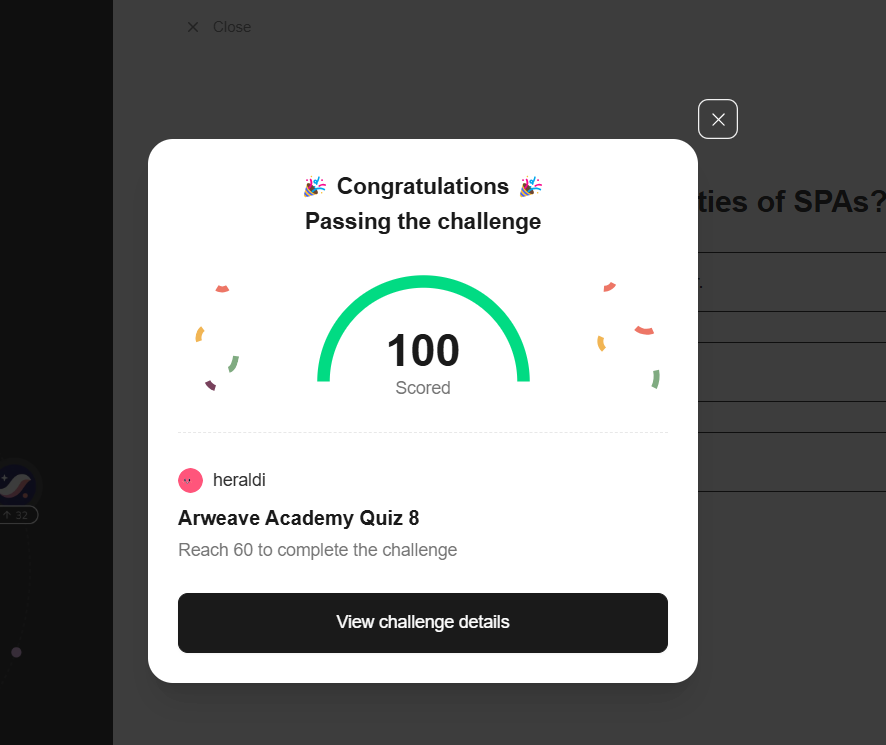 Close
Congratulations
Passing the challenge
ties of SPAs?
100
Scored
heraldi
Arweave Academy Quiz 8
Reach 60 to complete the challenge
32
View challenge details